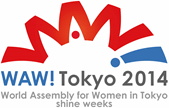 WAW! Tokyo 2014
World Assembly for Women in Tokyo
shine weeks